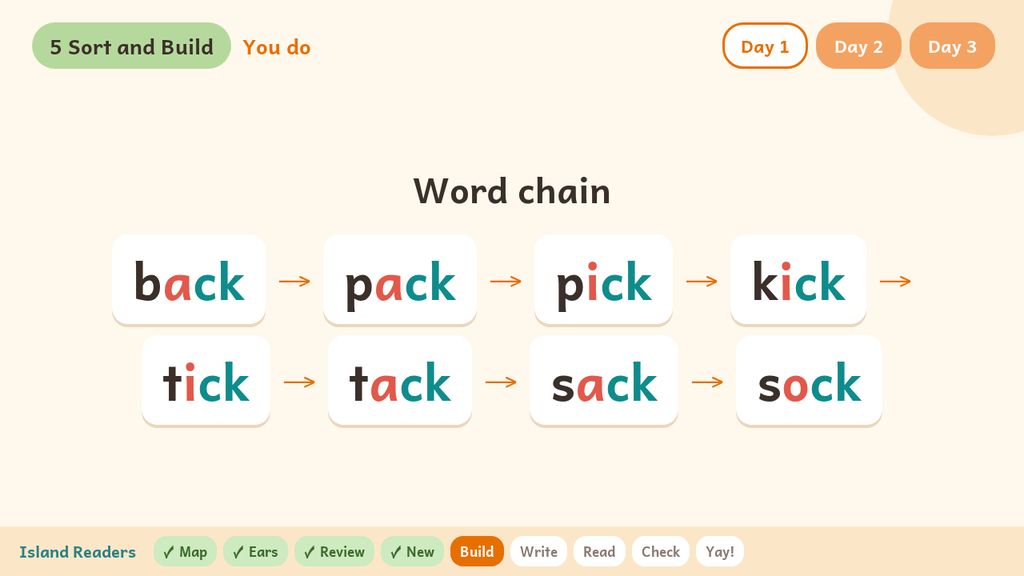 5 Sort and Build You do Day 1 Day 2 Day 3
Word chain
back → pack → pick → kick →
tick → tack → sack → sock
Island Readers ✓ Map ✓ Ears ✓ Review ✓ New Build Write Read Check Yay!